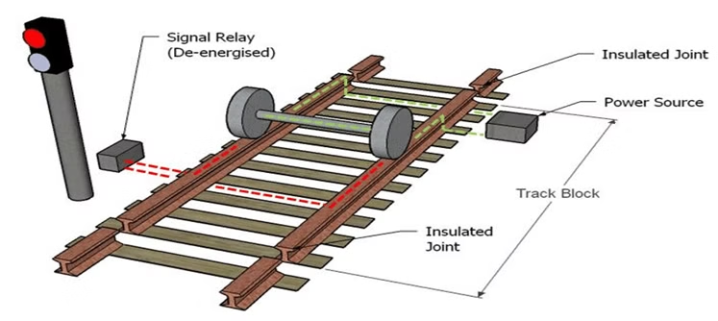 Signal Relay
(De-energised)
Insulated Joint
Power Source
Track Block
Insulated
Joint